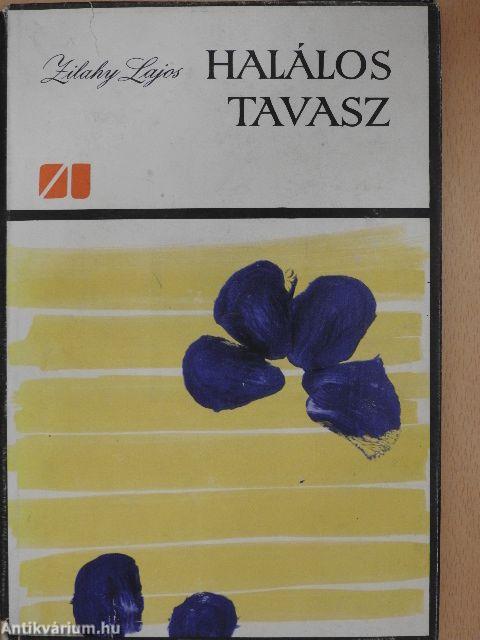 Zilahy Lajos
HALÁLOS
TAVASZ
Antikvárium.hu